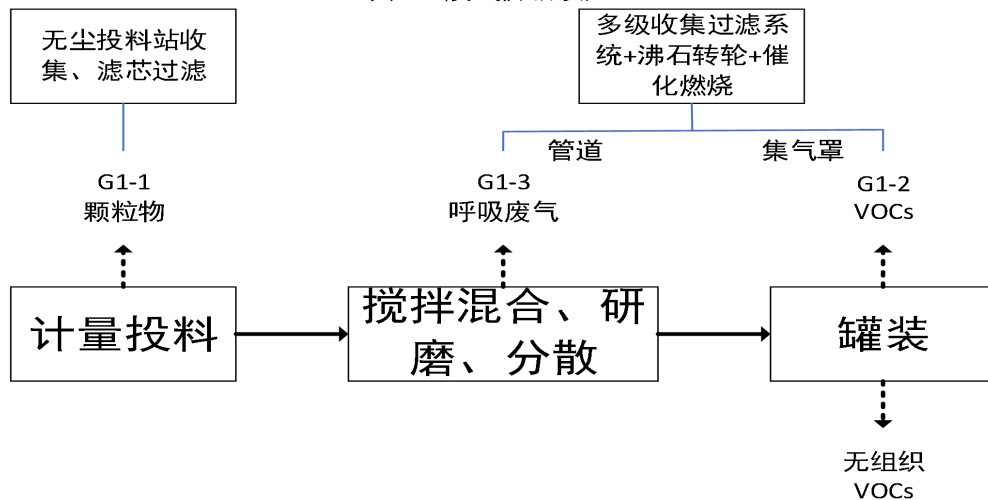 无尘投料站收
集、滤芯过滤
多级收集过滤系
统+沸石转轮+催
化燃烧
管道
集气罩
G1-1
颗粒物
G1-3
呼吸废气
G1-2
VOCs
计量投料
搅拌混合、研
磨、分散
罐装
无组织
VOCs